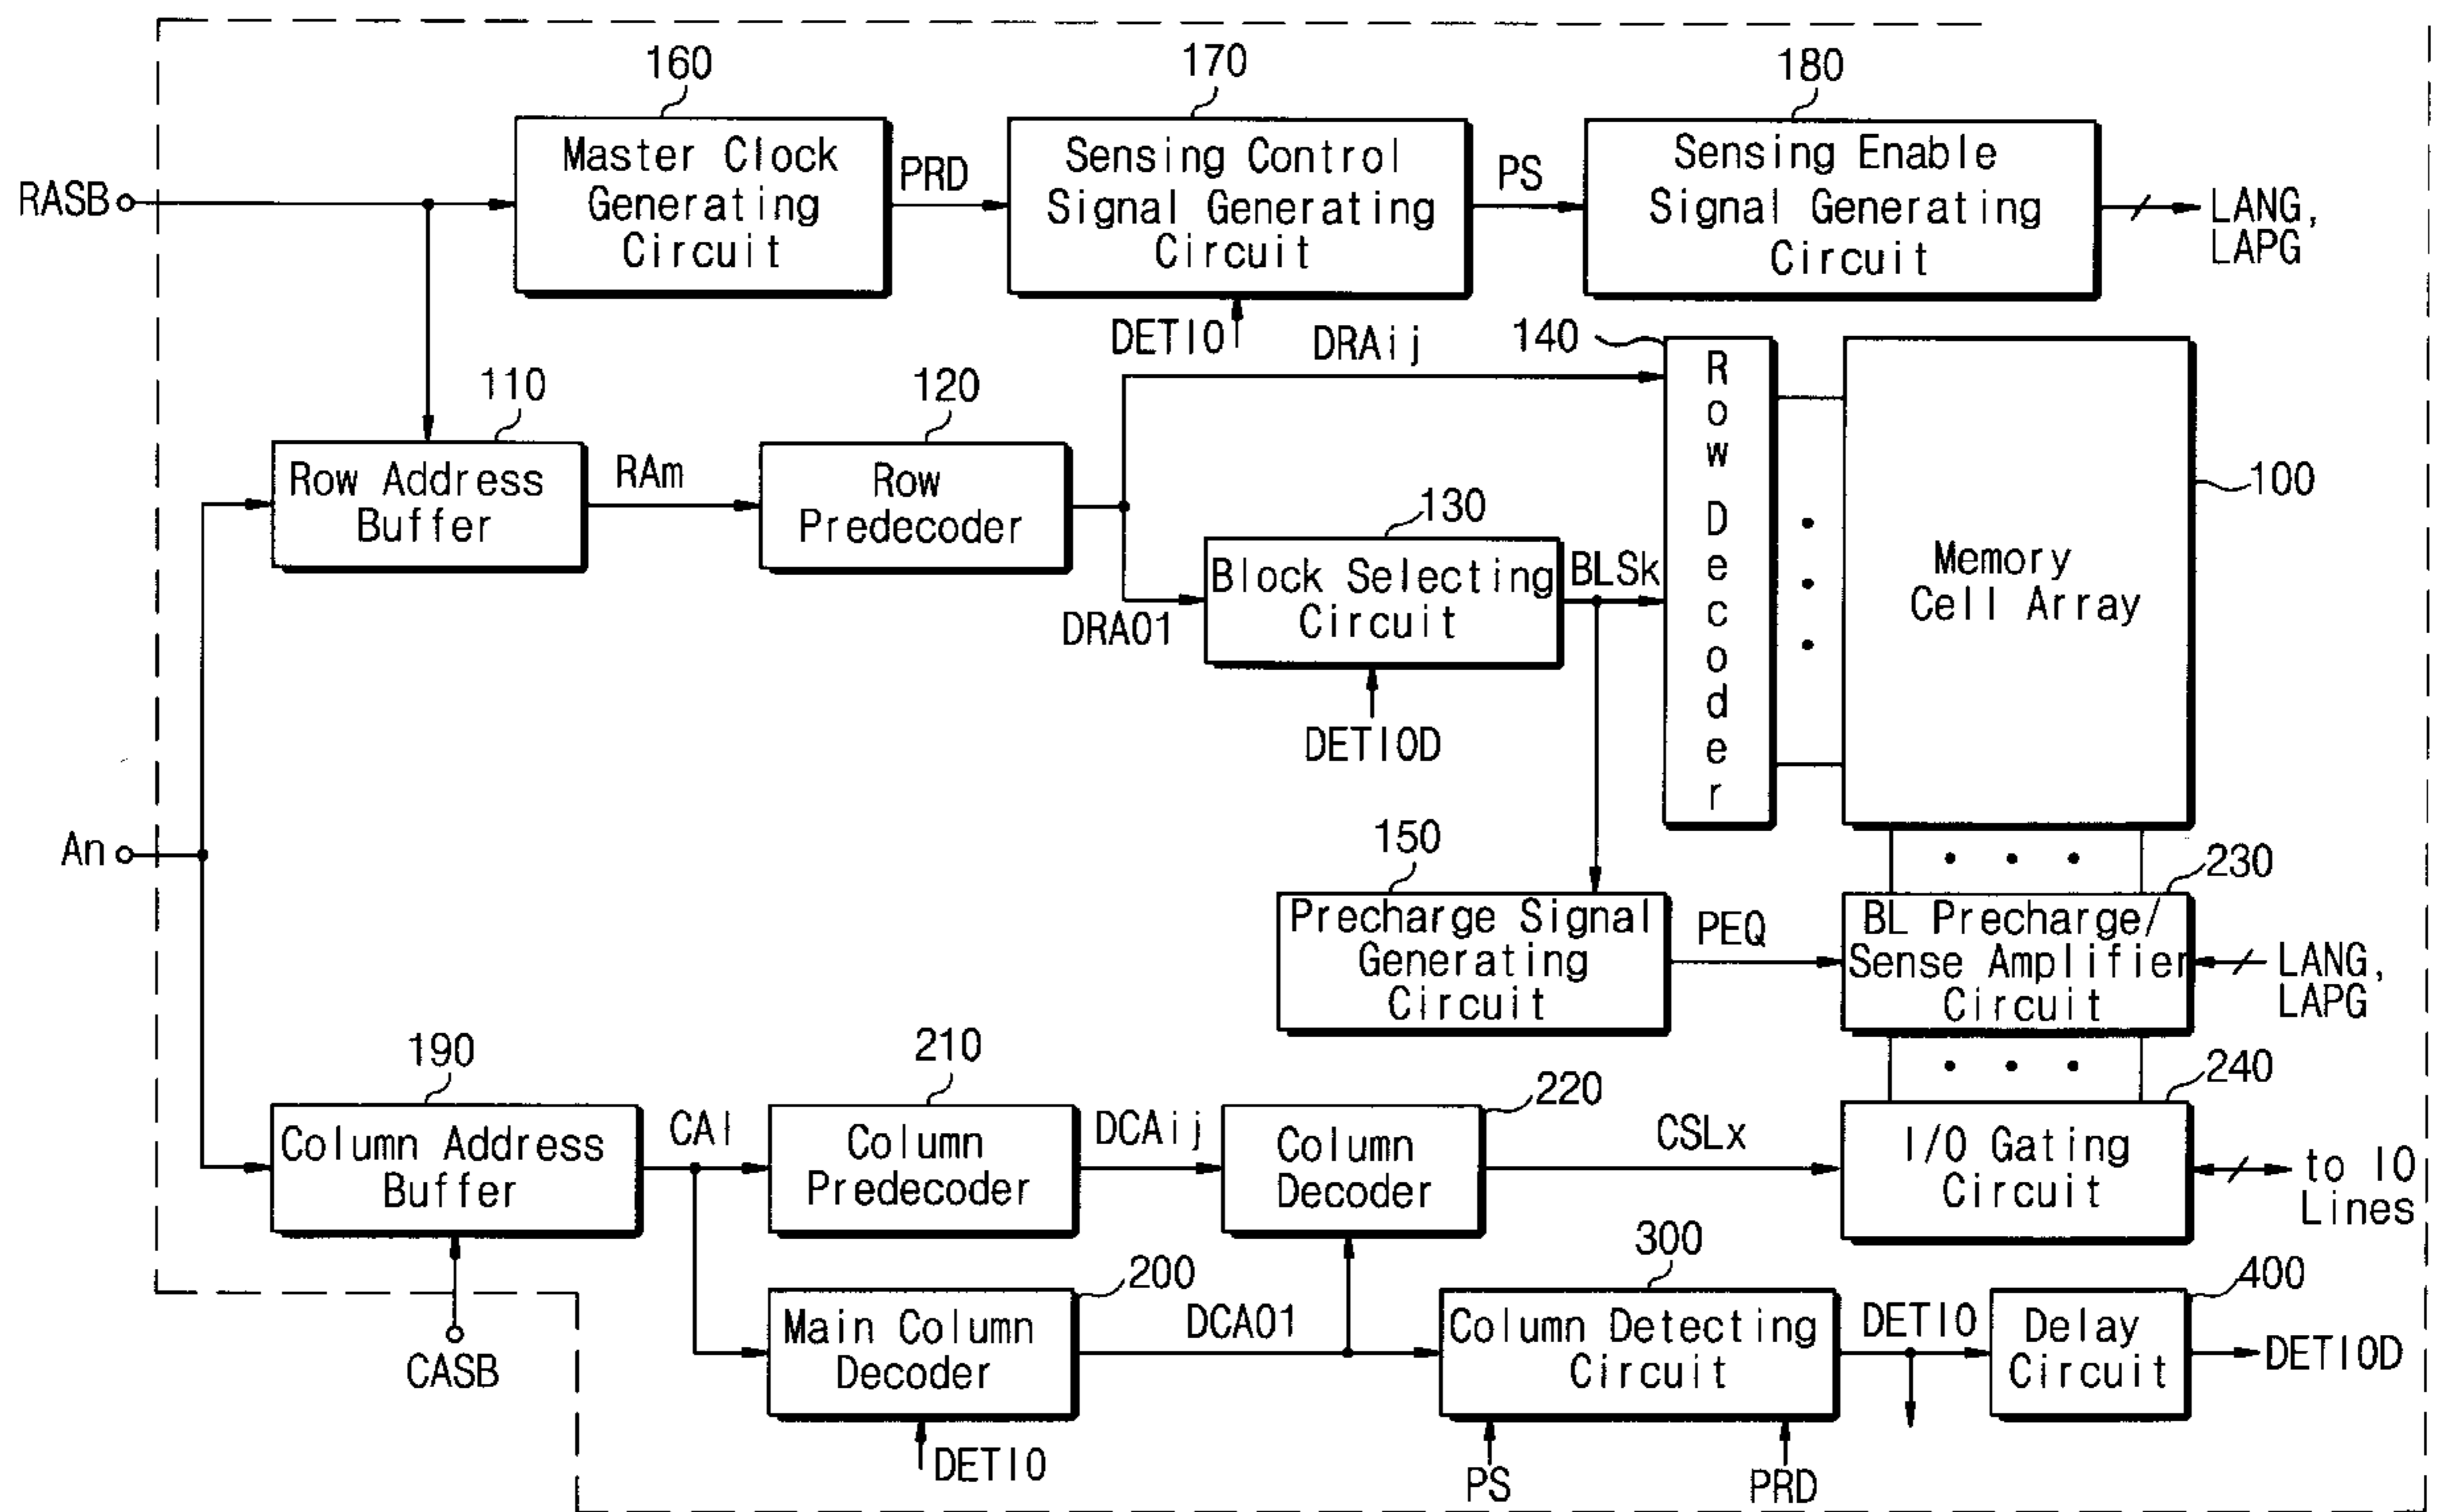 160
170
180
Master Clock
Generating
Circuit
PRD
Sensing Control
Signal Generating
Circuit
PS
Sensing Enable
Signal Generating
Circuit
RASB
LANG,
LAPG
DETIO
DRAij
140
Row Decoder
110
120
Row Address
Buffer
RAm
Row
Predecoder
130
Block Selecting
Circuit
BLSk
DRA01
DETIOD
Memory
Cell Array
100
An
150
Precharge Signal
Generating
Circuit
PEQ
230
BL Precharge/
Sense Amplifier
Circuit
LANG,
LAPG
190
210
220
240
Column Address
Buffer
CAl
Column
Predecoder
DCAij
Column
Decoder
CSLx
I/O Gating
Circuit
to IO
Lines
CASB
200
Main Column
Decoder
DCA01
300
Column Detecting
Circuit
DETIO
400
Delay
Circuit
DETIOD
DETIO
PS
PRD